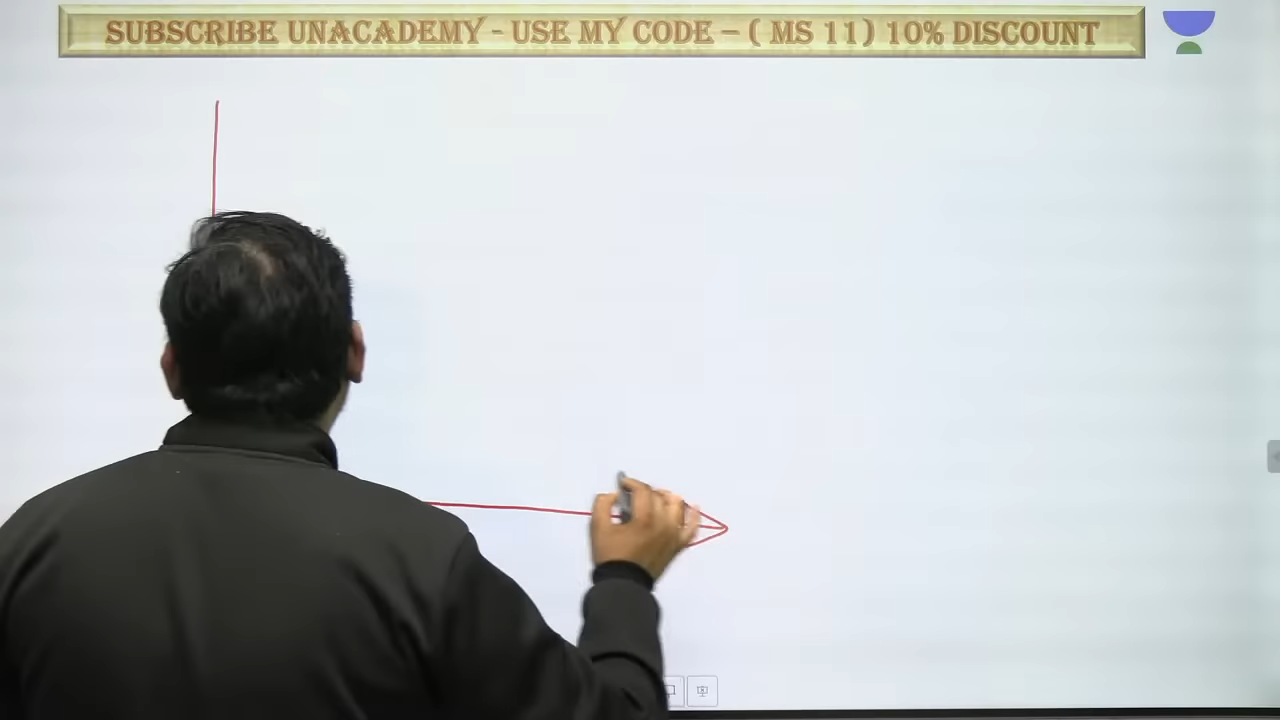 SUBSCRIBE UNACADEMY - USE MY CODE – ( MS 11) 10% DISCOUNT